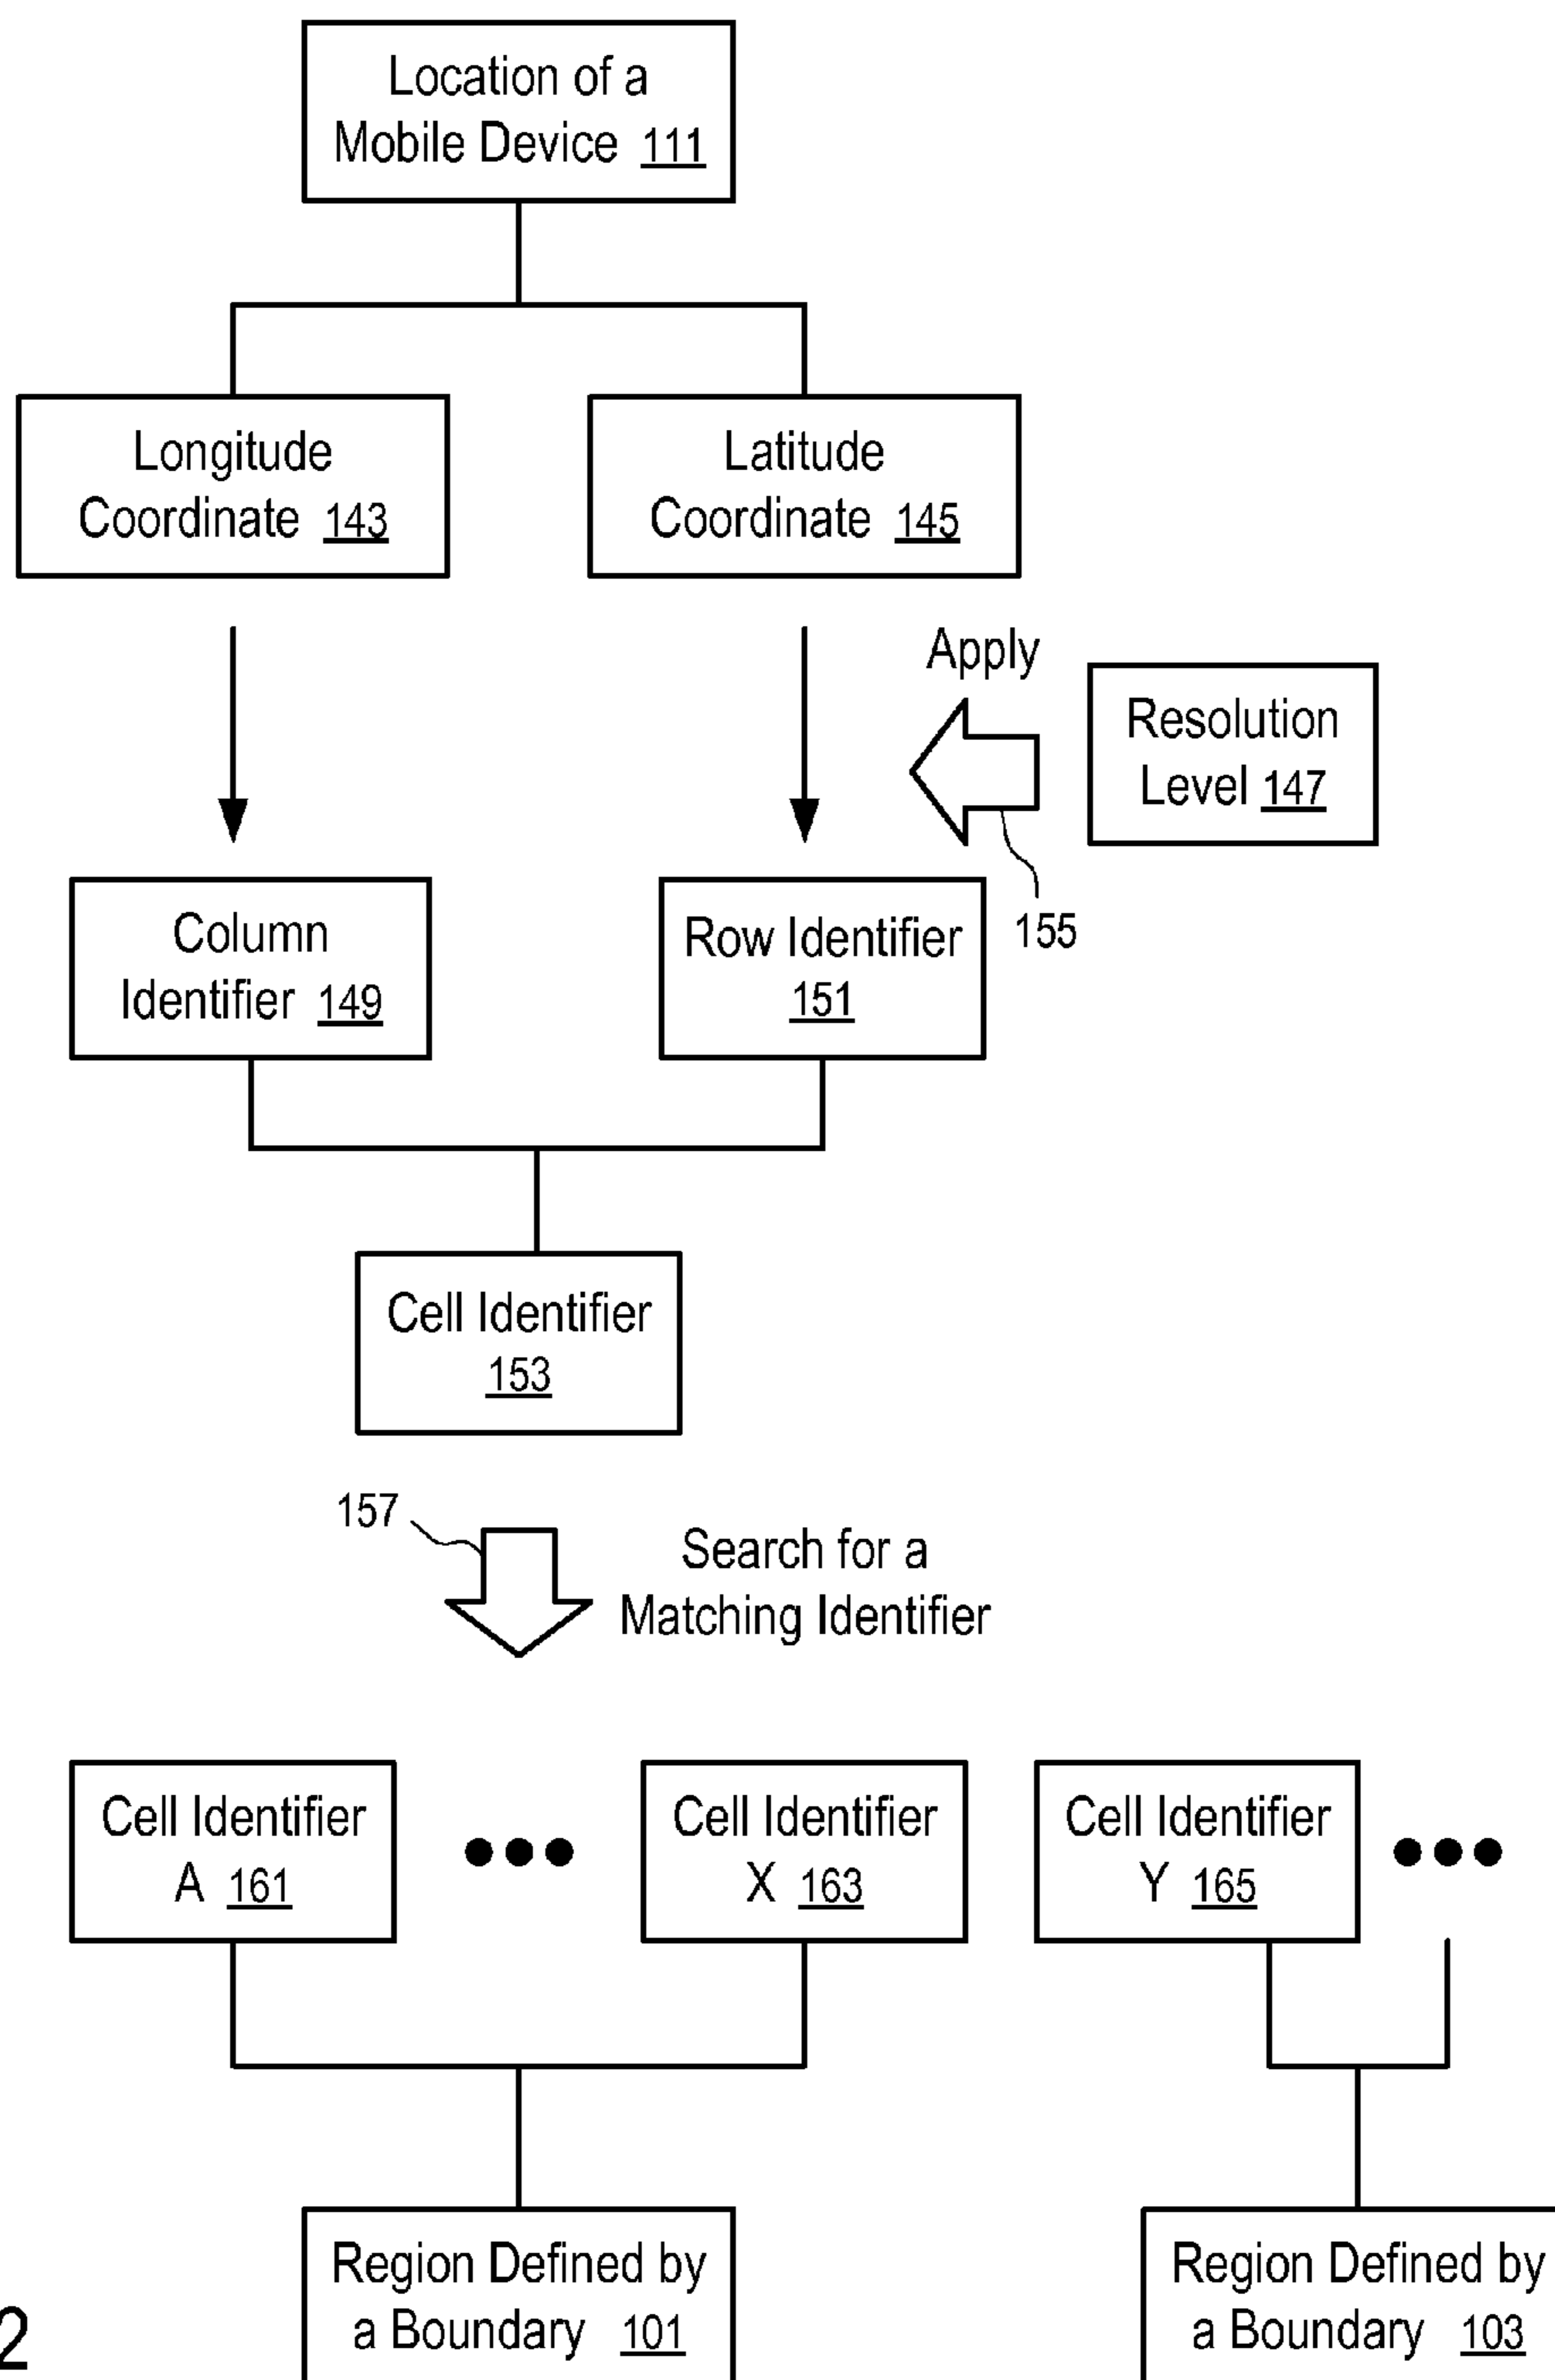 Location of a
Mobile Device 111
Longitude
Coordinate 143
Latitude
Coordinate 145
Apply
Resolution
Level 147
155
Column
Identifier 149
Row Identifier
151
Cell Identifier
153
157
Search for a
Matching Identifier
Cell Identifier
A 161
Cell Identifier
X 163
Cell Identifier
Y 165
Region Defined by
a Boundary 101
Region Defined by
a Boundary 103
2